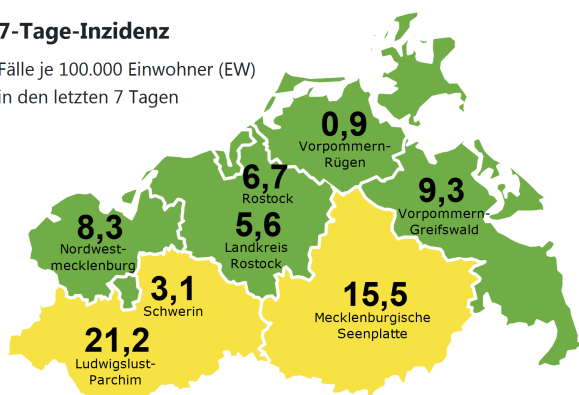 7-Tage-Inzidenz
Fälle je 100.000 Einwohner (EW)
in den letzten 7 Tagen
0,9
Vorpommern-
Rügen
6,7
Rostock
9,3
Vorpommern-
Greifswald
8,3
Nordwest-
mecklenburg
5,6
Landkreis
Rostock
3,1
Schwerin
15,5
Mecklenburgische
Seenplatte
21,2
Ludwigslust-
Parchim